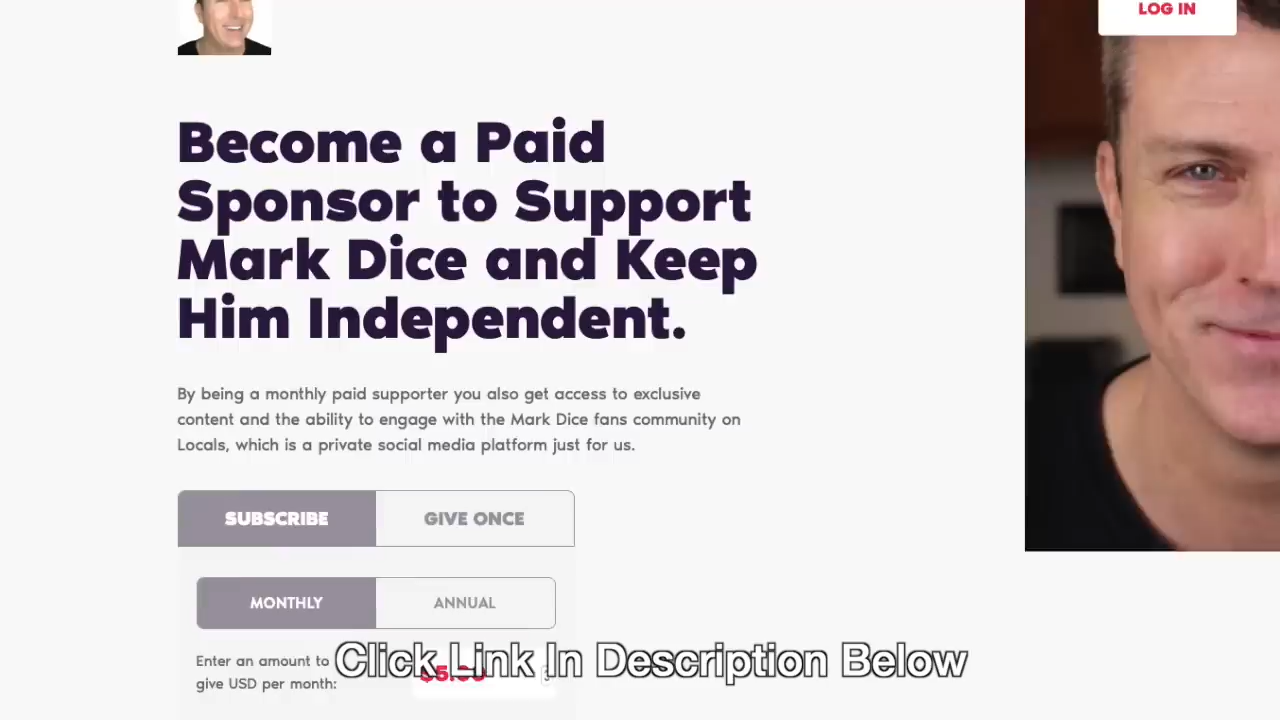 LOG IN
Become a Paid
Sponsor to Support
Mark Dice and Keep
Him Independent.
By being a monthly paid supporter you also get access to exclusive
content and the ability to engage with the Mark Dice fans community on
Locals, which is a private social media platform just for us.
SUBSCRIBE GIVE ONCE
MONTHLY ANNUAL
Enter an amount to
give USD per month:
Click Link In Description Below